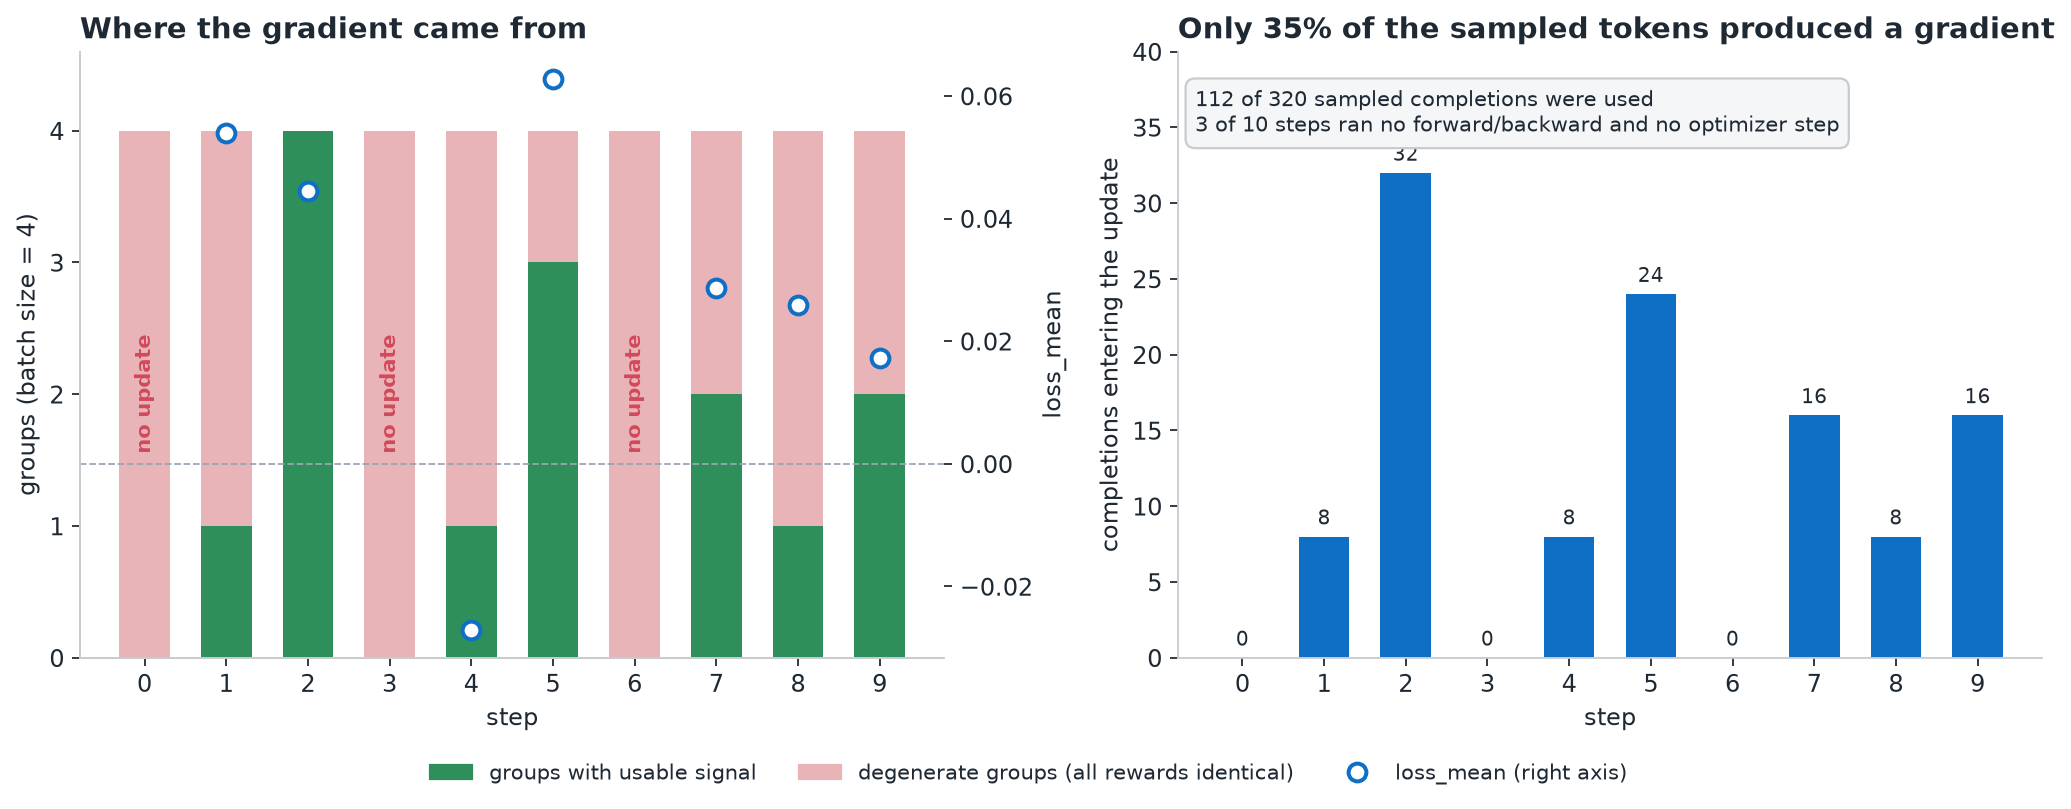 Where the gradient came from
groups (batch size = 4)
4
3
2
1
0
no update
no update
no update
0.06
0.04
0.02
0.00
−0.02
loss_mean
0 1 2 3 4 5 6 7 8 9
step
Only 35% of the sampled tokens produced a gradient
completions entering the update
40
35
30
25
20
15
10
5
0
112 of 320 sampled completions were used
3 of 10 steps ran no forward/backward and no optimizer step
0 8 32 0 8 24 0 16 8 16
0 1 2 3 4 5 6 7 8 9
step
groups with usable signal
degenerate groups (all rewards identical)
loss_mean (right axis)